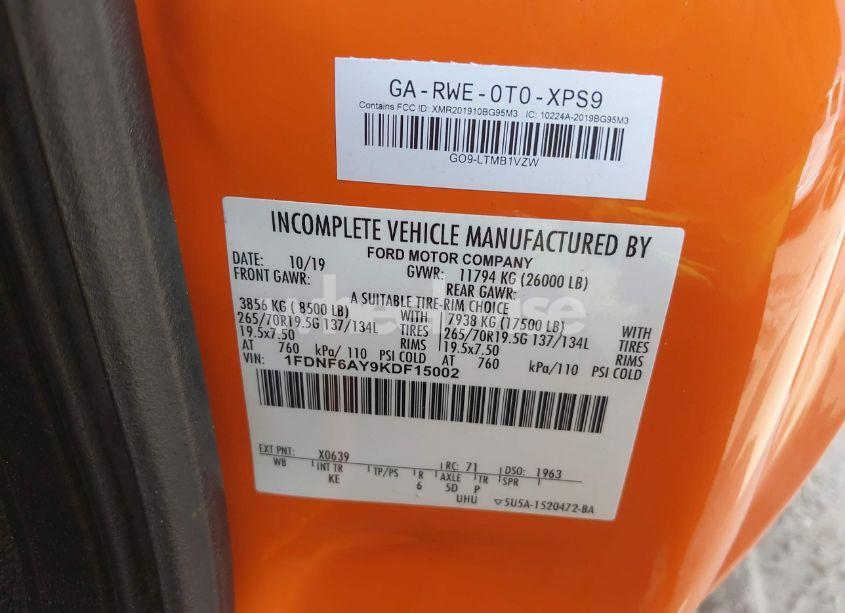 GA-RWE-0T0-XPS9
Contains FCC ID: XMR201910BG95M3 IC: 10224A-2019BG95M3
GO9-LTMB1VZW
INCOMPLETE VEHICLE MANUFACTURED BY
FORD MOTOR COMPANY
DATE: 10/19 GVWR: 11794 KG (26000 LB)
FRONT GAWR: REAR GAWR:
A SUITABLE TIRE-RIM CHOICE
3856 KG ( 8500 LB) WITH 7938 KG (17500 LB) WITH
265/70R19.5G 137/134L TIRES 265/70R19.5G 137/134L TIRES
19.5x7.50 RIMS 19.5x7.50 RIMS
AT 760 kPa/110 PSI COLD AT 760 kPa/110 PSI COLD
VIN: 1FDNF6AY9KDF15002
EXT PNT: X0639 RC: 71 DSO: 1963
WB INT TR TP/PS R AXLE TR SPR
KE 6 5D P
UHU ▽5U5A-1520472-BA